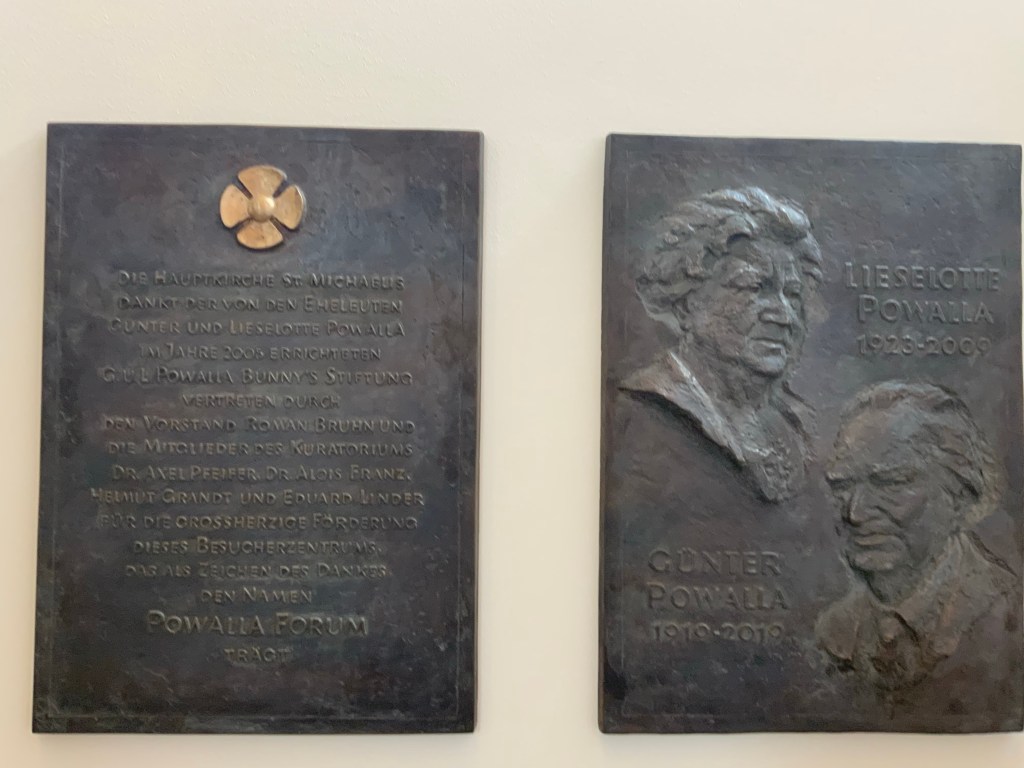 DIE HAUPTKIRCHE ST. MICHAELIS
DANKT DER VON DEN EHELEUTEN
GÜNTER UND LIESELOTTE POWALLA
IM JAHRE ERRICHTETEN
G.U.L POWALLA BUNNY'S STIFTUNG
VERTRETEN DURCH
DEN VORSTAND ROMAN BRUHN UND
DIE MITGLIEDER DES KURATORIUMS
DR. AXEL PFEIFER, DR. ALOIS FRANZ,
HELMUT GRANDT UND EDUARD LINDER
FÜR DIE GROSSHERZIGE FÖRDERUNG
DIESES BESUCHERZENTRUMS,
DAS ALS ZEICHEN DES DANKES
DEN NAMEN
POWALLA FORUM
TRÄGT
LIESELOTTE
POWALLA
1923-2009
GÜNTER
POWALLA
1919-2019